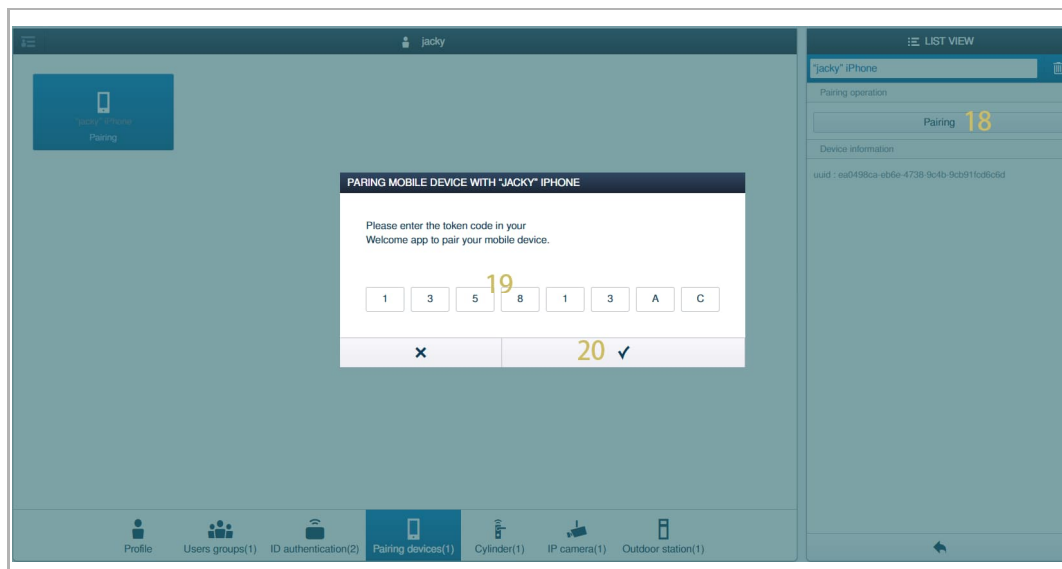 jacky
LIST VIEW
"jacky" iPhone
"jacky" iPhone
Pairing operation
Pairing
Pairing 18
Device information
uuid : ea0498ca-eb6e-4738-9c4b-9cb91fcd6c6d
PARING MOBILE DEVICE WITH "JACKY" IPHONE
Please enter the token code in your
Welcome app to pair your mobile device.
19
1 3 5 8 1 3 A C
20
Profile Users groups(1) ID authentication(2) Pairing devices(1) Cylinder(1) IP camera(1) Outdoor station(1)